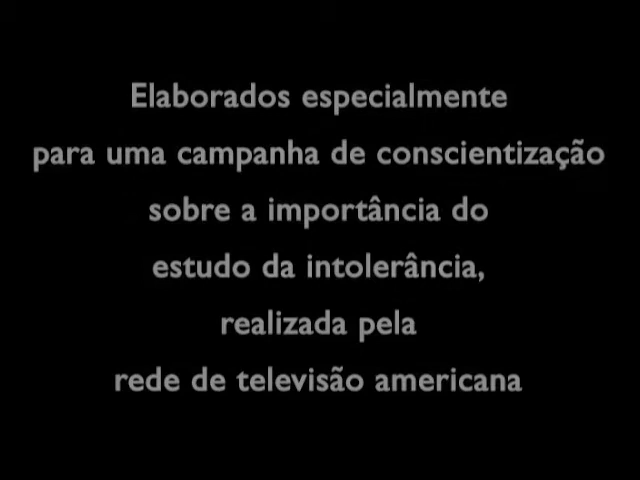 Elaborados especialmente
para uma campanha de conscientização
sobre a importância do
estudo da intolerância,
realizada pela
rede de televisão americana